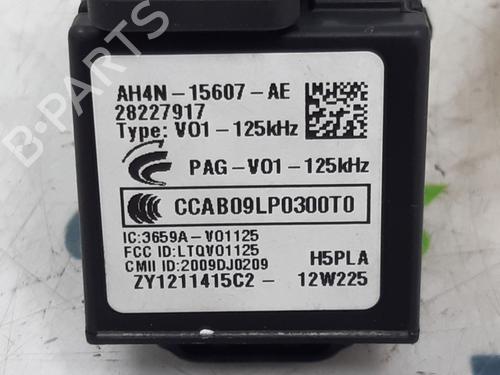 AH4N-15607-AE
28227917
Type: V01-125kHz
PAG-V01-125kHz
CCAB09LP0300T0
IC:3659A-V01125
FCC ID:LTQV01125
CMII ID:2009DJ0209
H5PLA
ZY1211415C2- 12W225
B-PARTS